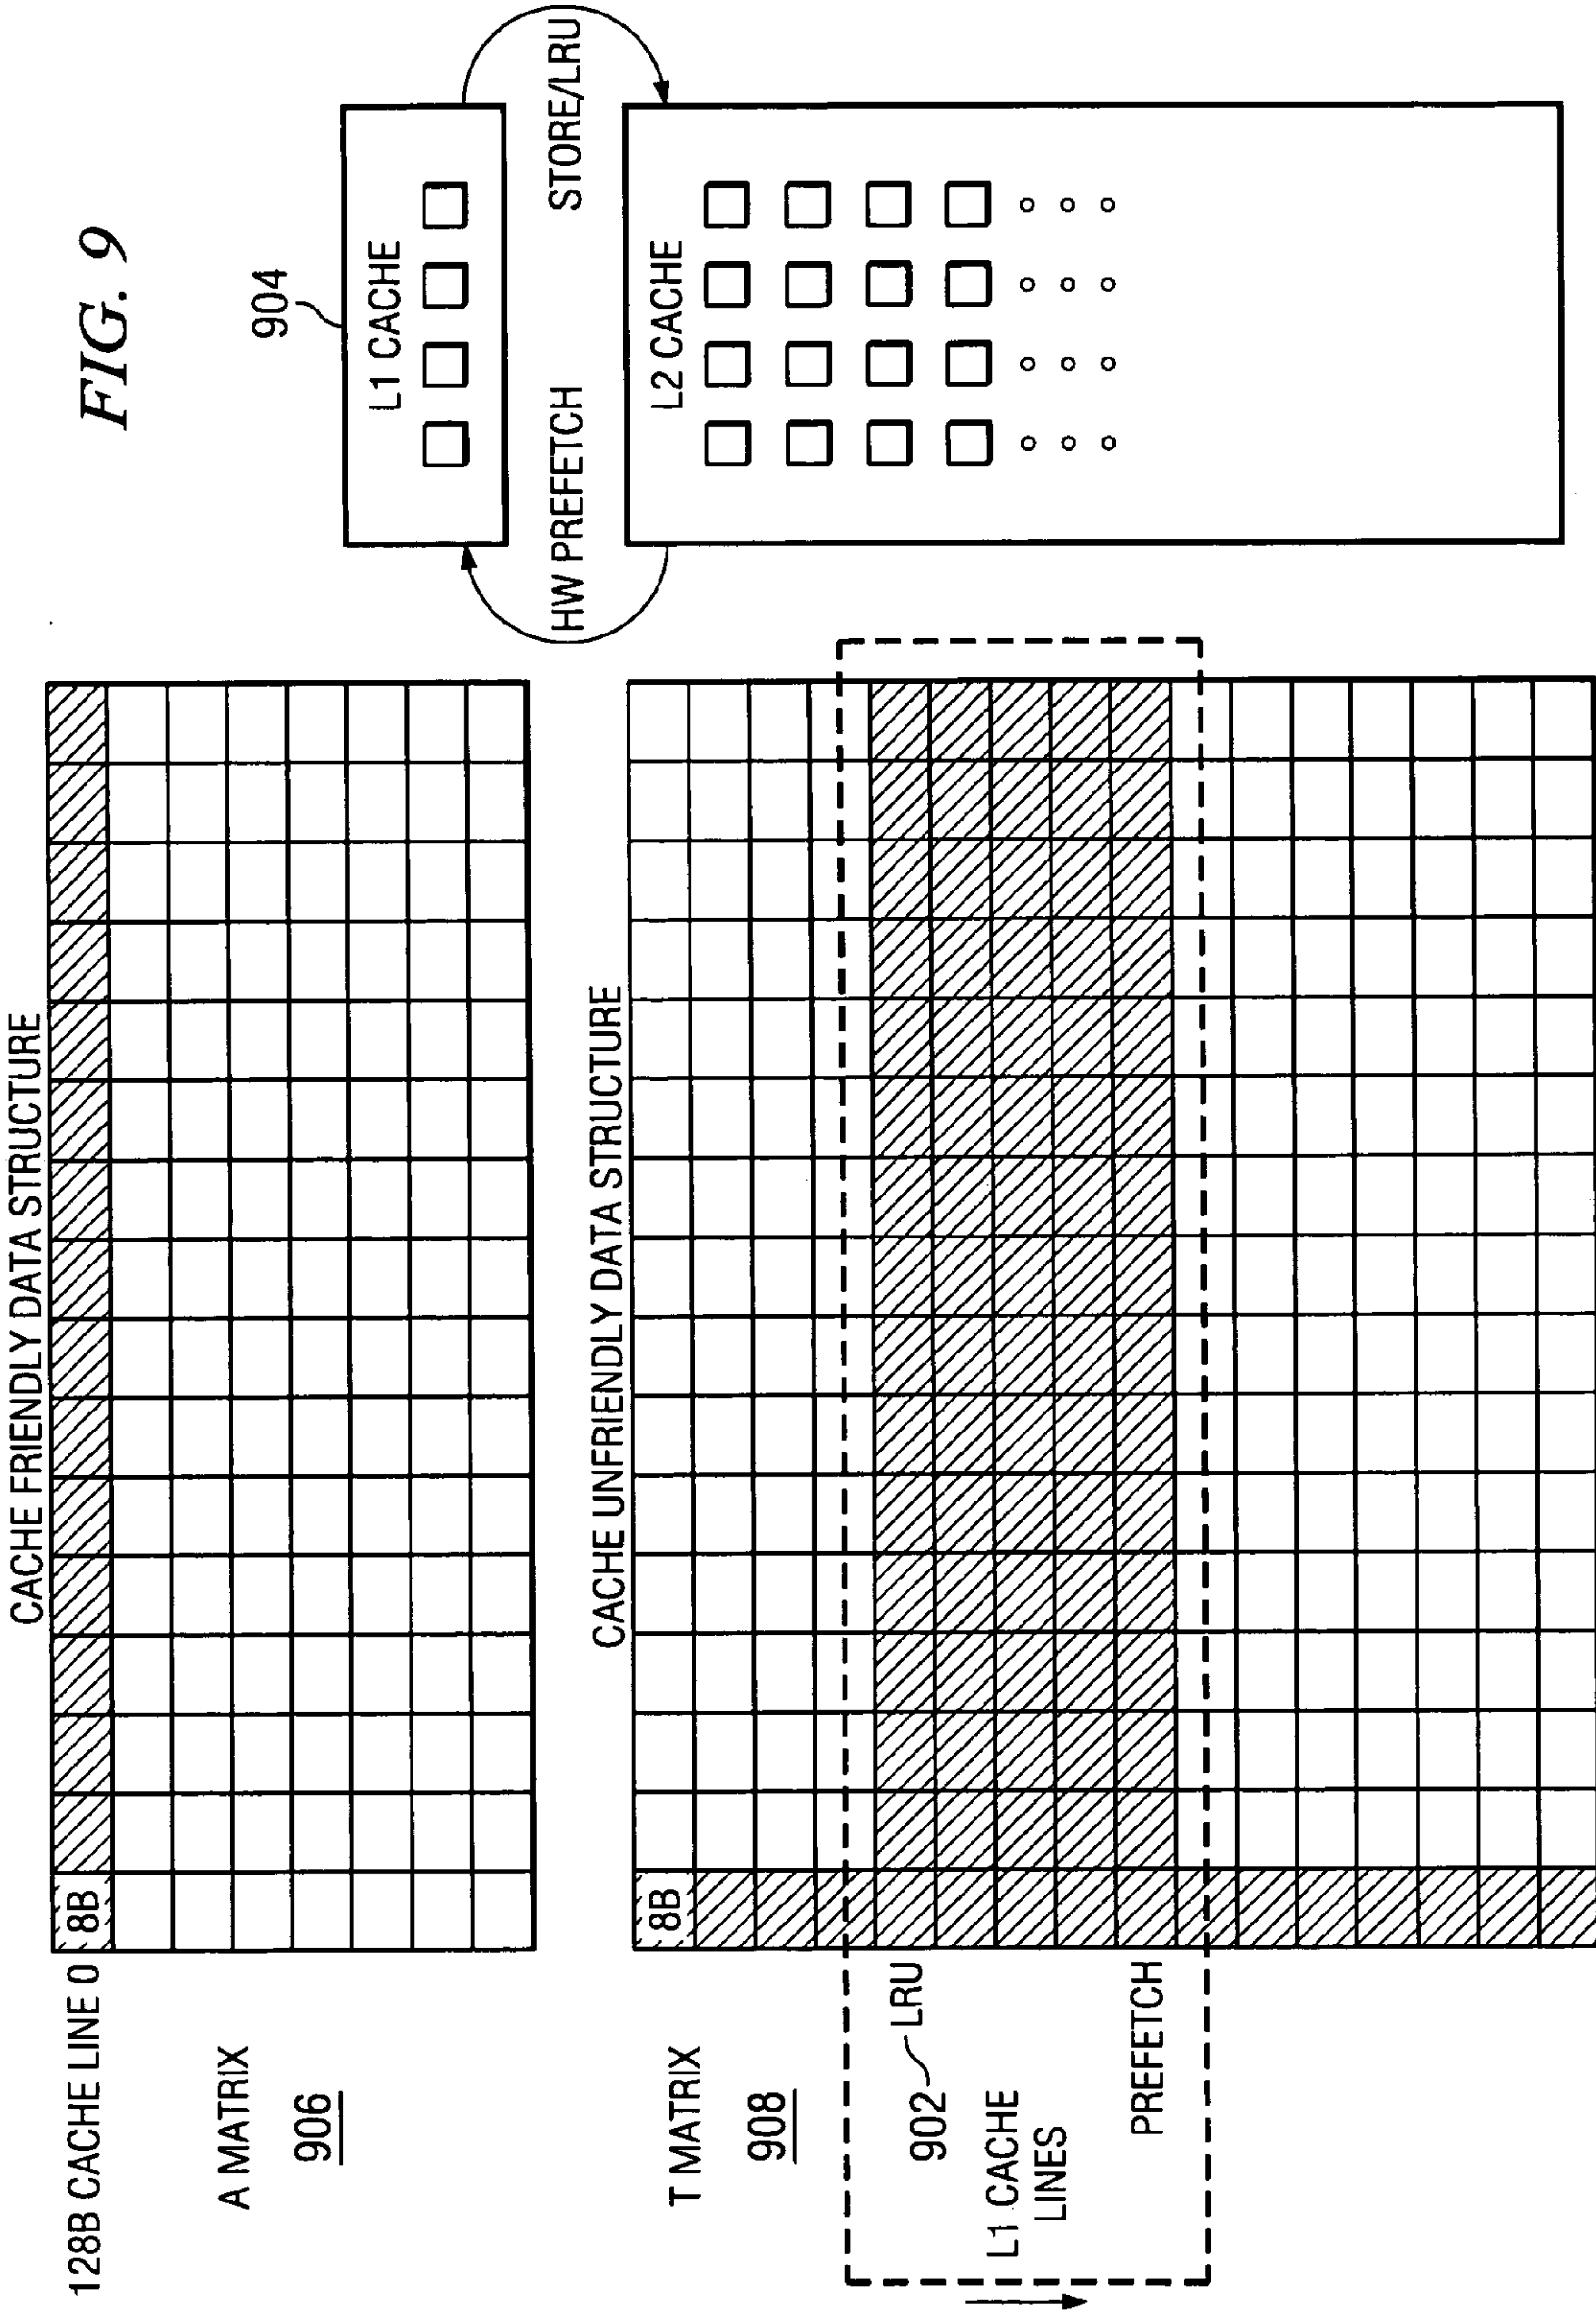 FIG. 9
CACHE FRIENDLY DATA STRUCTURE
128B CACHE LINE 0
8B
A MATRIX
906
904
L1 CACHE
HW PREFETCH
STORE/LRU
L2 CACHE
CACHE UNFRIENDLY DATA STRUCTURE
8B
T MATRIX
908
902
LRU
L1 CACHE
LINES
PREFETCH